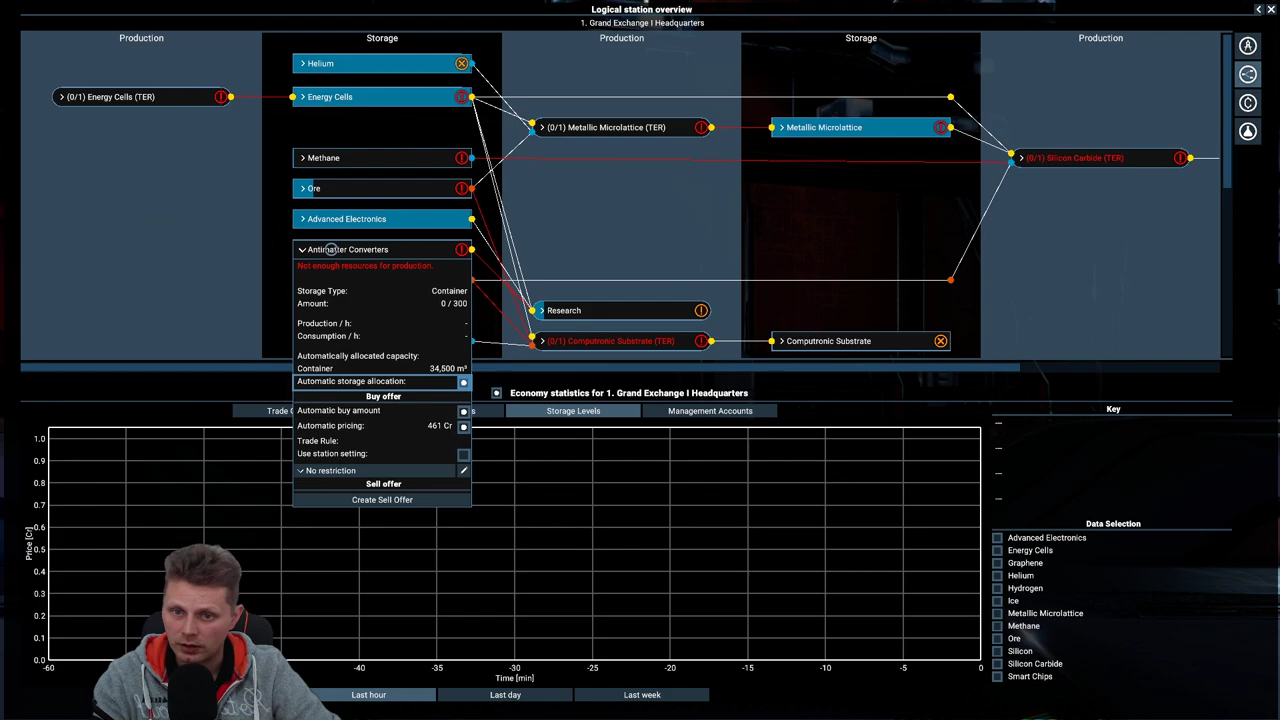 Logical station overview
1. Grand Exchange I Headquarters
Production
Storage
Production
Storage
Production
Helium
(0/1) Energy Cells (TER)
Energy Cells
(0/1) Metallic Microlattice (TER)
Metallic Microlattice
Methane
(0/1) Silicon Carbide (TER)
Ore
Advanced Electronics
Antimatter Converters
Not enough resources for production.
Storage Type: Container
Amount: 0 / 300
Production / h: -
Consumption / h: -
Automatically allocated capacity:
Container 34,500 m³
Automatic storage allocation:
Buy offer
Automatic buy amount
Automatic pricing: 461 Cr
Trade Rule:
Use station setting:
No restriction
Sell offer
Create Sell Offer
Research
(0/1) Computronic Substrate (TER)
Computronic Substrate
Economy statistics for 1. Grand Exchange I Headquarters
Storage Levels
Management Accounts
Key
1.0
0.9
0.8
0.7
0.6
0.5
0.4
0.3
0.2
0.1
0.0
Price [Cr]
-60
-40
-35
-30
-25
-20
-15
-10
-5
0
Time [min]
Last hour
Last day
Last week
Data Selection
Advanced Electronics
Energy Cells
Graphene
Helium
Hydrogen
Ice
Metallic Microlattice
Methane
Ore
Silicon
Silicon Carbide
Smart Chips